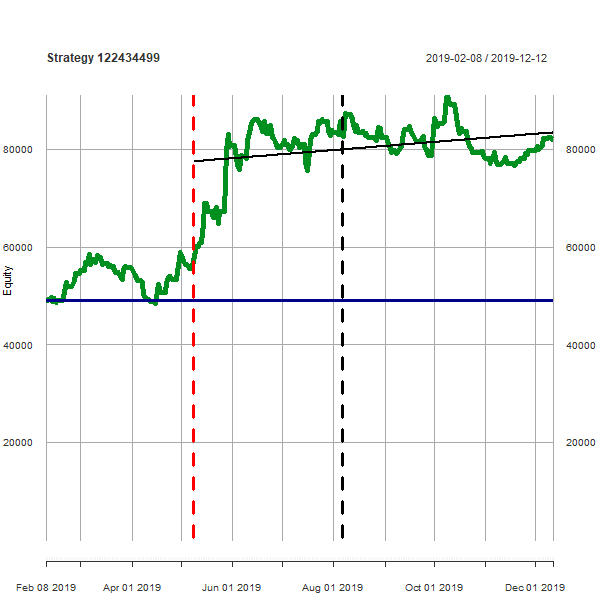 Strategy 122434499
2019-02-08 / 2019-12-12
80000
80000
60000
60000
Equity
40000
40000
20000
20000
Feb 08 2019
Apr 01 2019
Jun 01 2019
Aug 01 2019
Oct 01 2019
Dec 01 2019